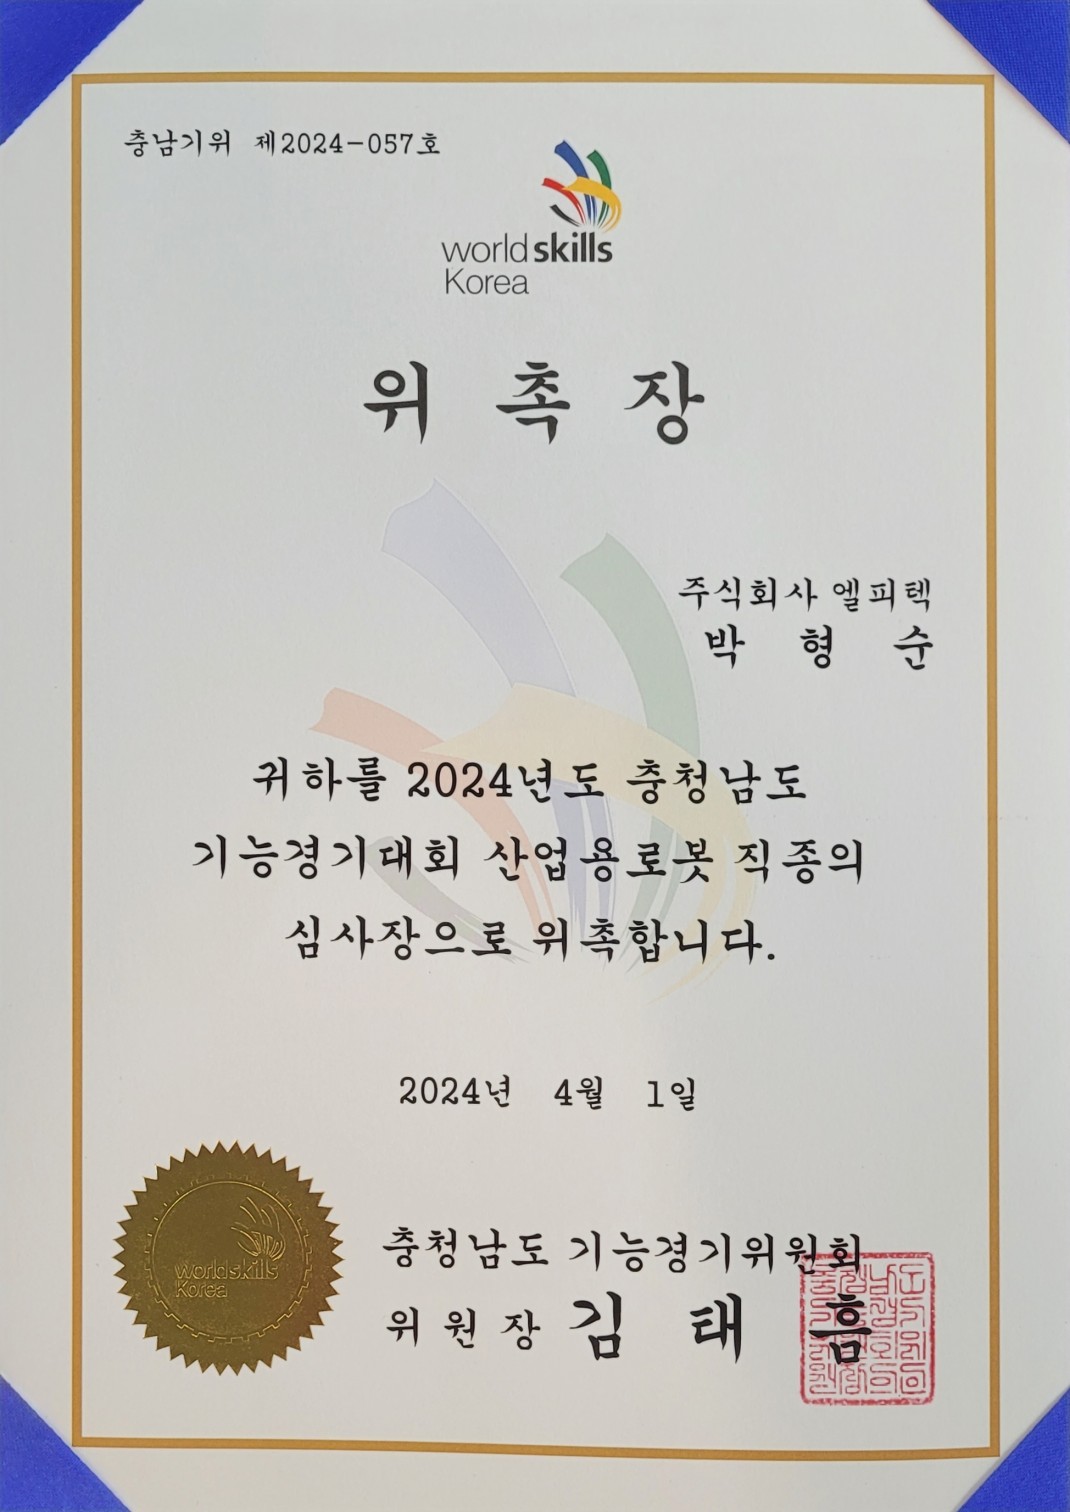 충남기위 제2024-057호
world skills
Korea
위 촉 장
주식회사 엘피텍
박 형 순
귀하를 2024년도 충청남도
기능경기대회 산업용로봇 직종의
심사장으로 위촉합니다.
2024년 4월 1일
worldskills
Korea
충청남도 기능경기위원회
위 원 장 김 태 흠